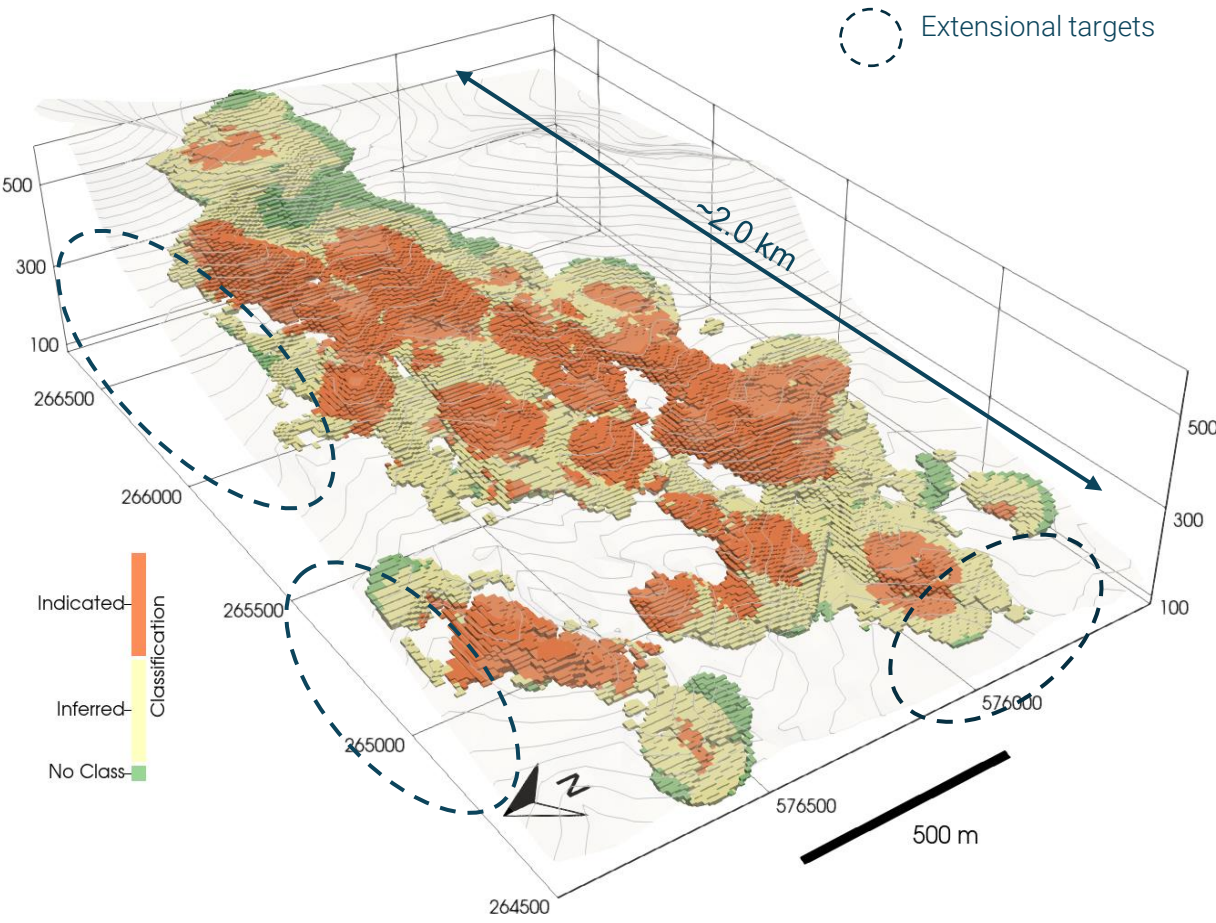 Extensional targets
~2.0 km
500
300
100
266500
266000
265500
265000
264500
500
300
100
576000
576500
Indicated
Inferred
No Class
Classification
N
500 m